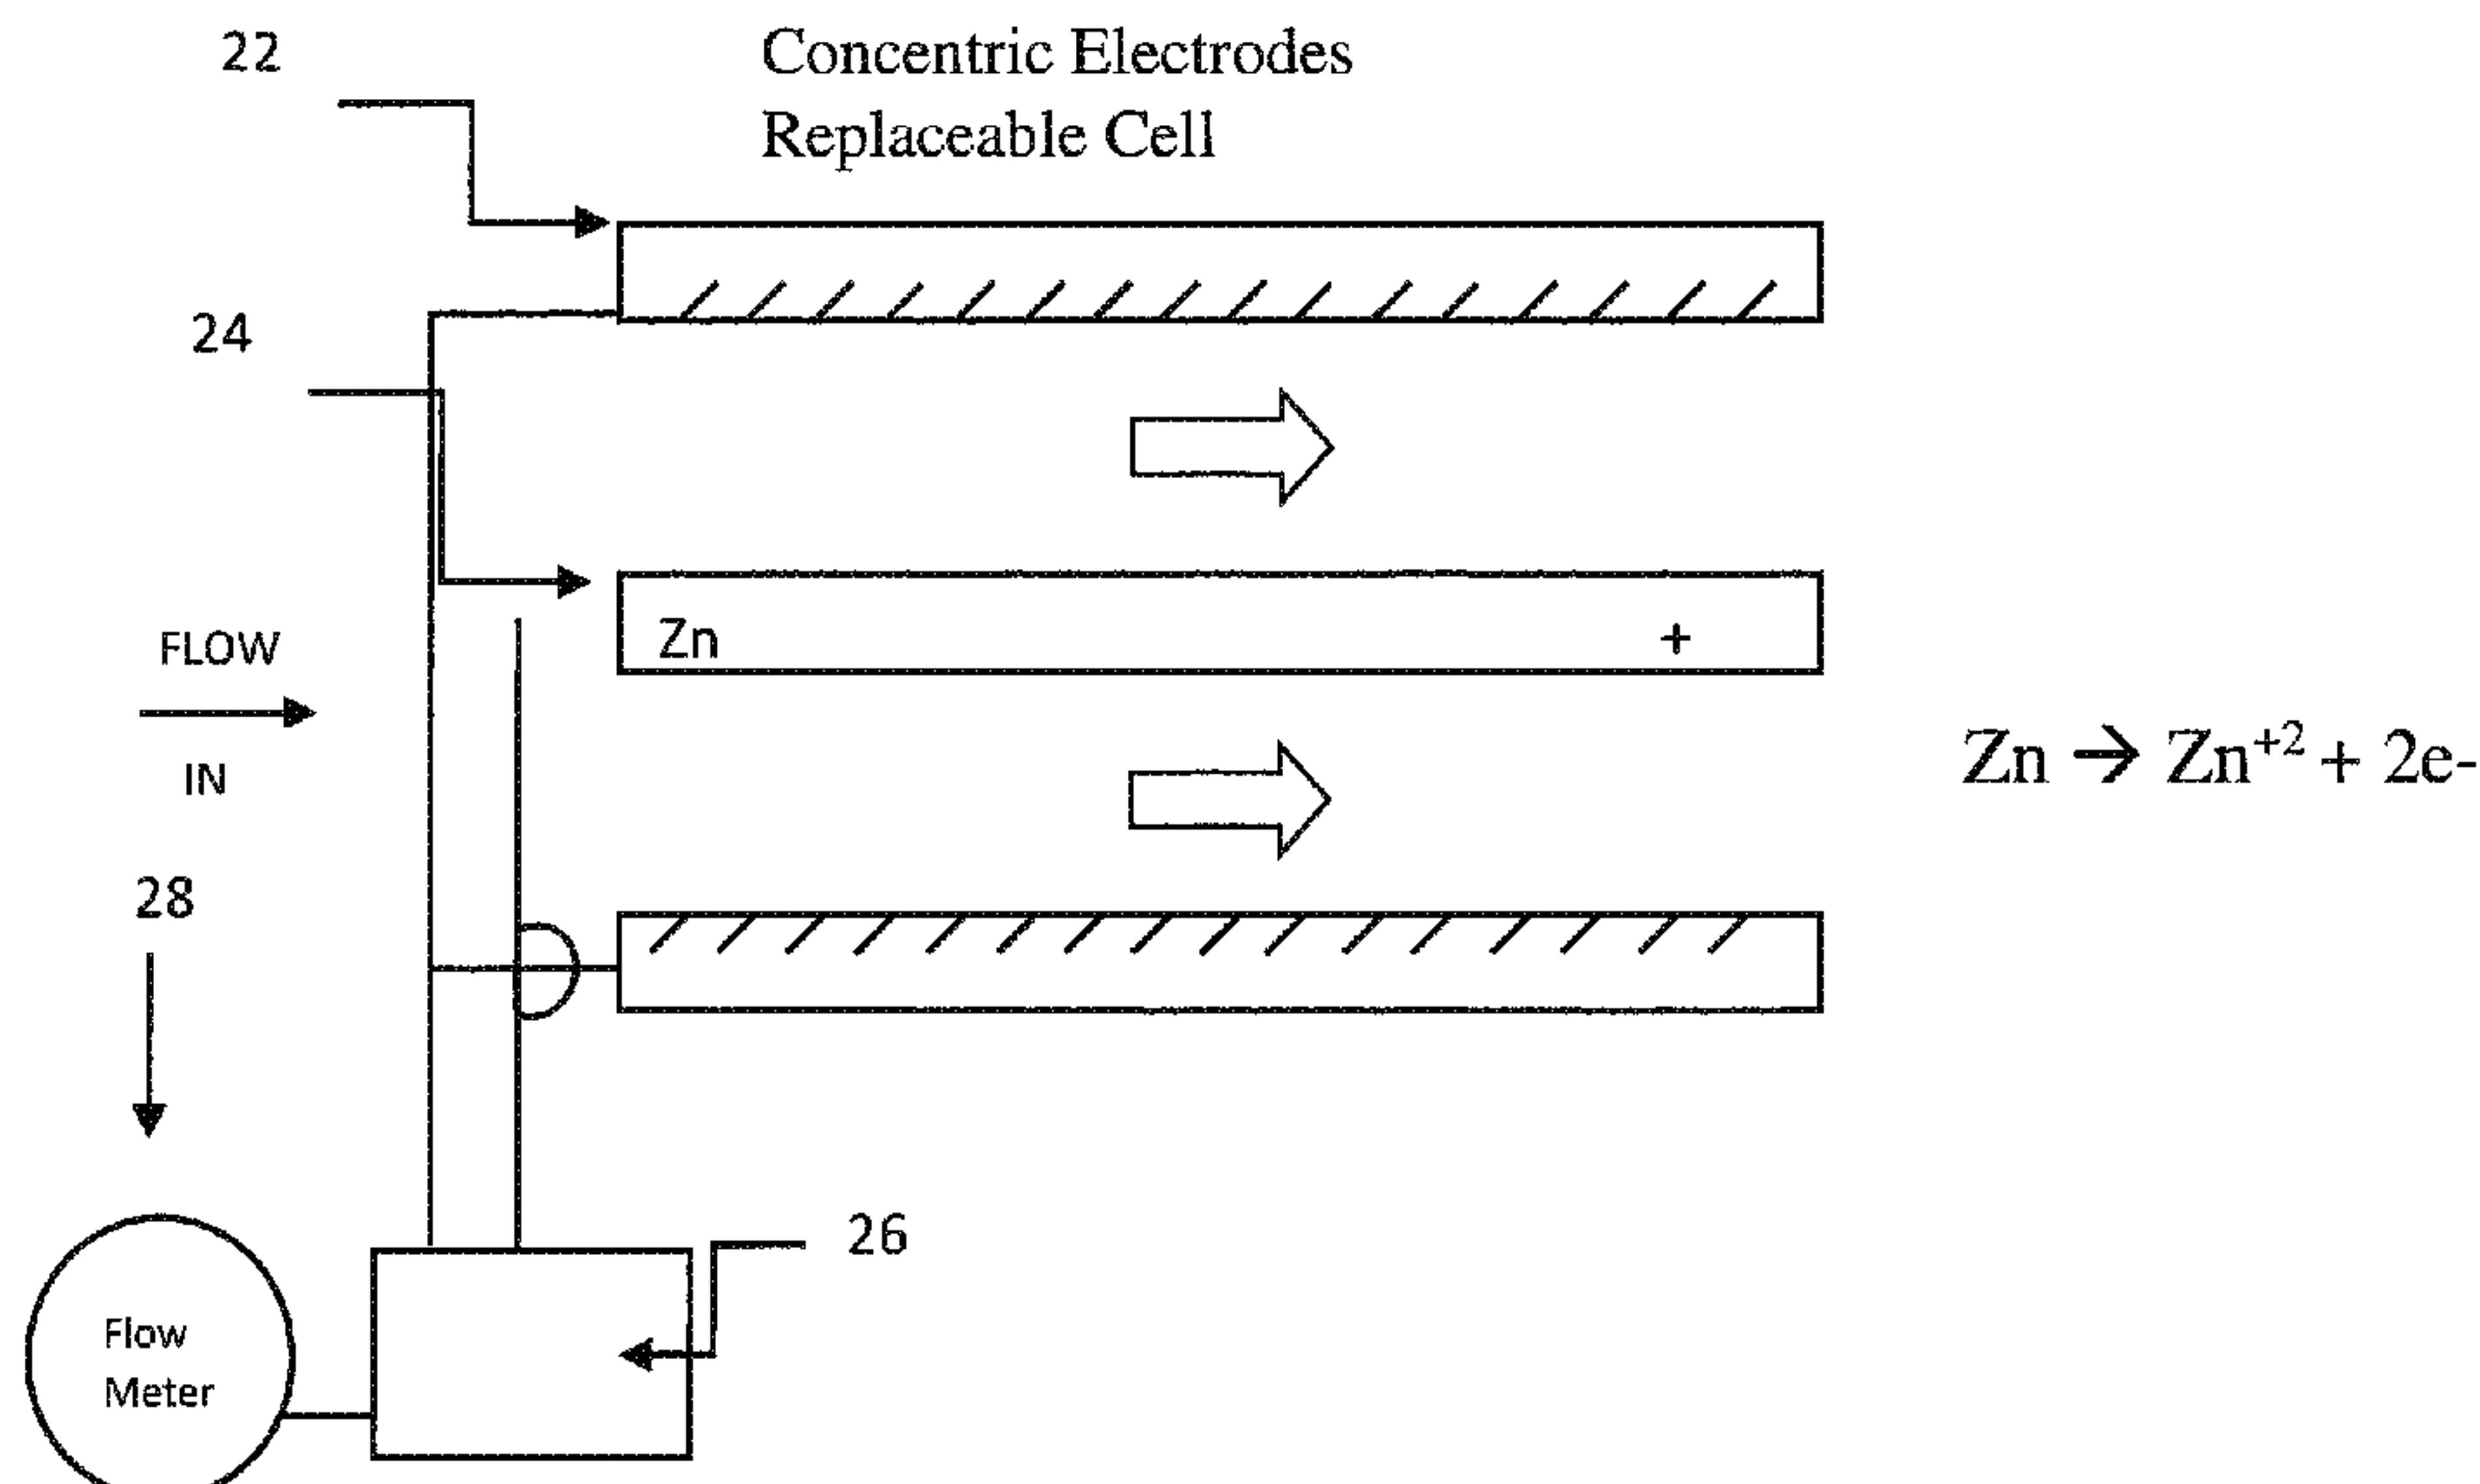 22
Concentric Electrodes
Replaceable Cell
24
Zn +
FLOW
IN
Zn → Zn⁺² + 2e-
28
26
Flow
Meter